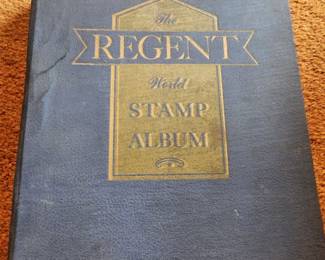 The
REGENT
World
STAMP
ALBUM